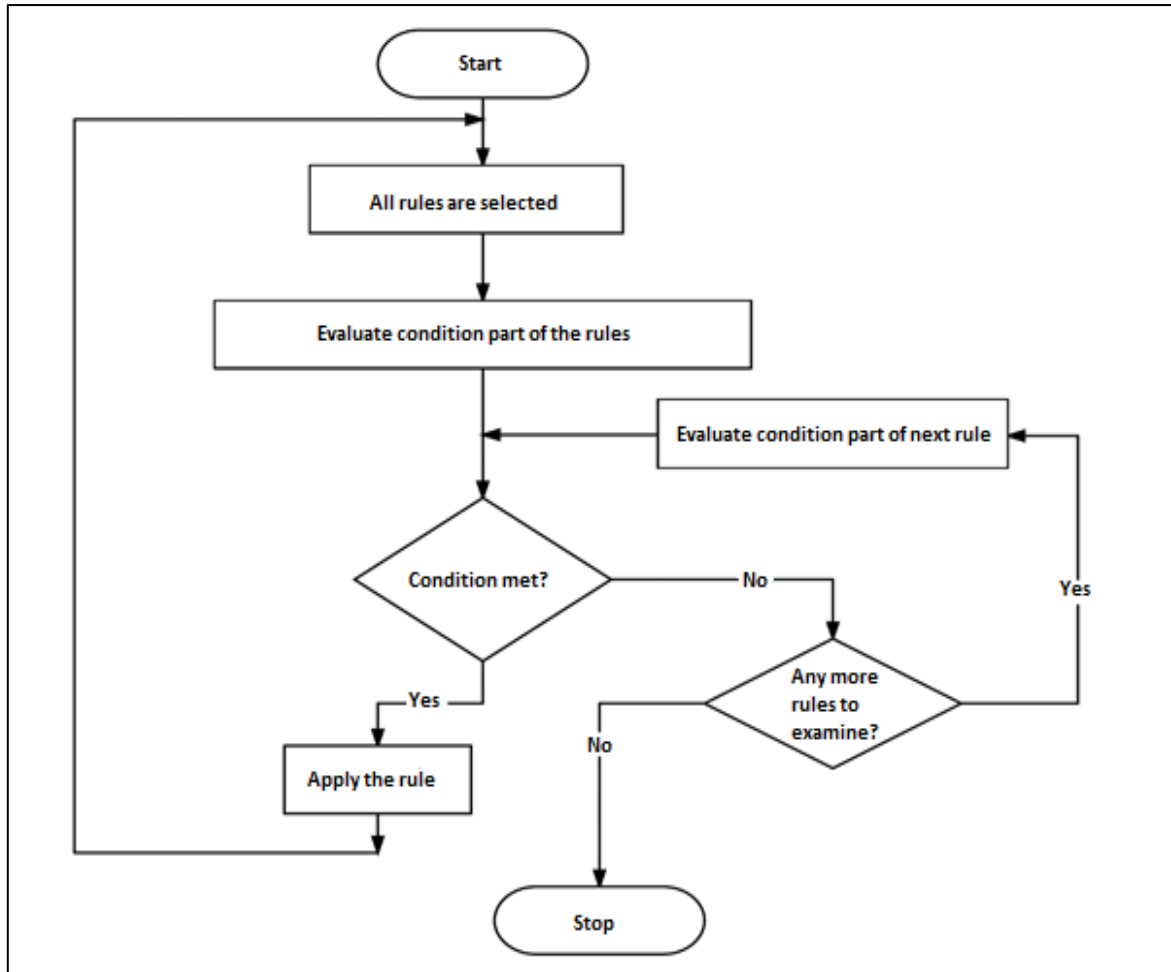 Start
All rules are selected
Evaluate condition part of the rules
Evaluate condition part of next rule
Condition met?
No
Yes
Any more
rules to
examine?
Yes
No
Apply the rule
Stop